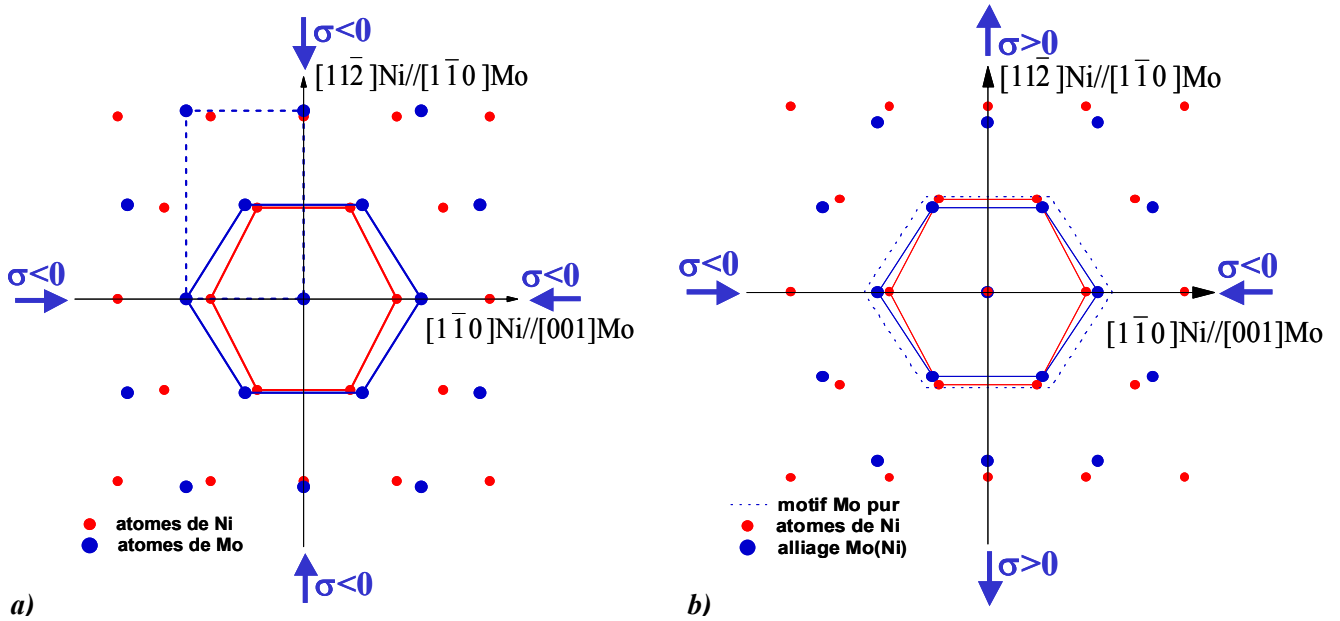 σ<0
[112̄]Ni//[11̄0]Mo
σ<0
σ<0
[11̄0]Ni//[001]Mo
atomes de Ni
atomes de Mo
σ<0
a)
σ>0
[112̄]Ni//[11̄0]Mo
σ<0
σ<0
[11̄0]Ni//[001]Mo
motif Mo pur
atomes de Ni
alliage Mo(Ni)
σ>0
b)